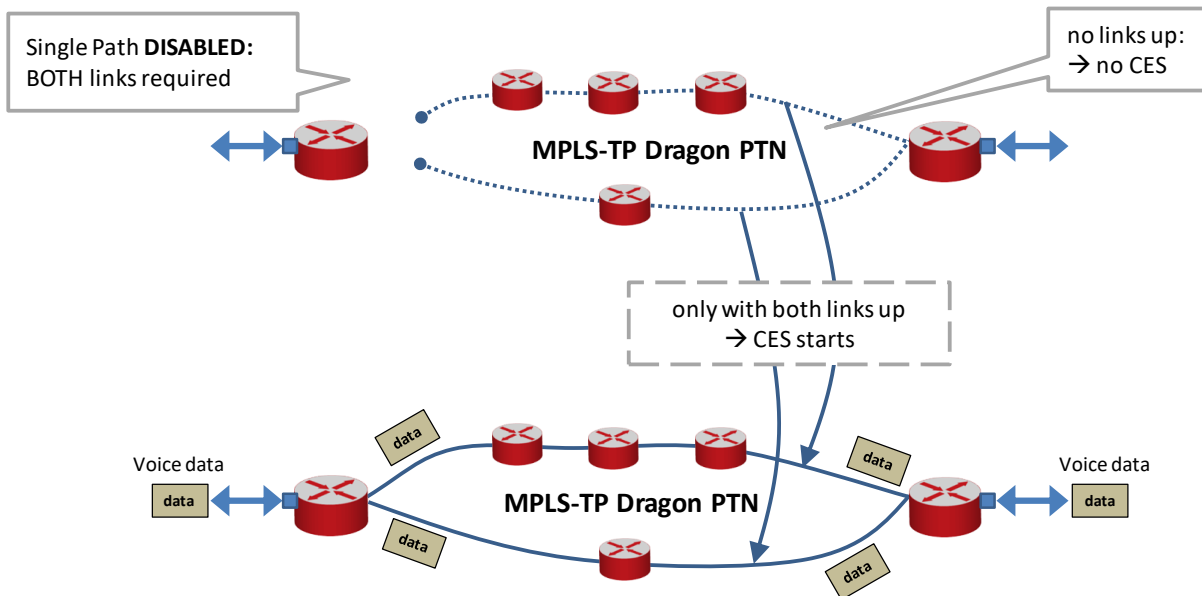 Single Path DISABLED:
BOTH links required
no links up:
→ no CES
MPLS-TP Dragon PTN
only with both links up
→ CES starts
data
data
Voice data
data
MPLS-TP Dragon PTN
Voice data
data
data
data